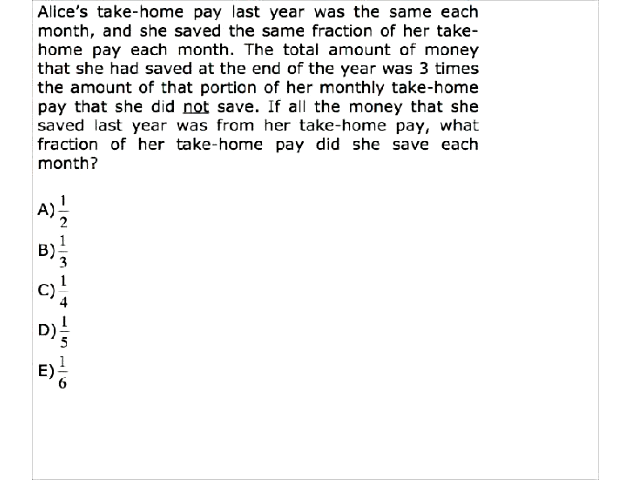 Alice's take-home pay last year was the same each
month, and she saved the same fraction of her take-
home pay each month. The total amount of money
that she had saved at the end of the year was 3 times
the amount of that portion of her monthly take-home
pay that she did not save. If all the money that she
saved last year was from her take-home pay, what
fraction of her take-home pay did she save each
month?
A) 1/2
B) 1/3
C) 1/4
D) 1/5
E) 1/6